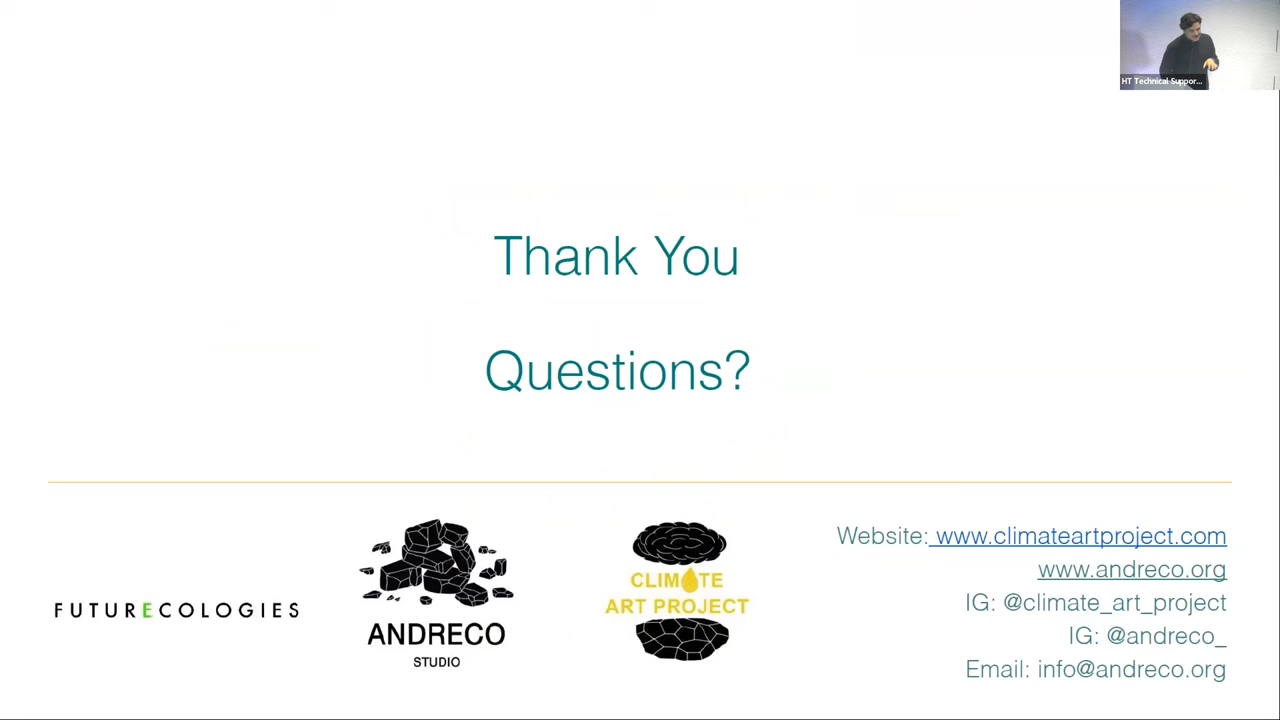 HT Technical Suppor...
Thank You
Questions?
FUTURECOLOGIES
ANDRECO
STUDIO
CLIMATE
ART PROJECT
Website: www.climateartproject.com
www.andreco.org
IG: @climate_art_project
IG: @andreco_
Email: info@andreco.org